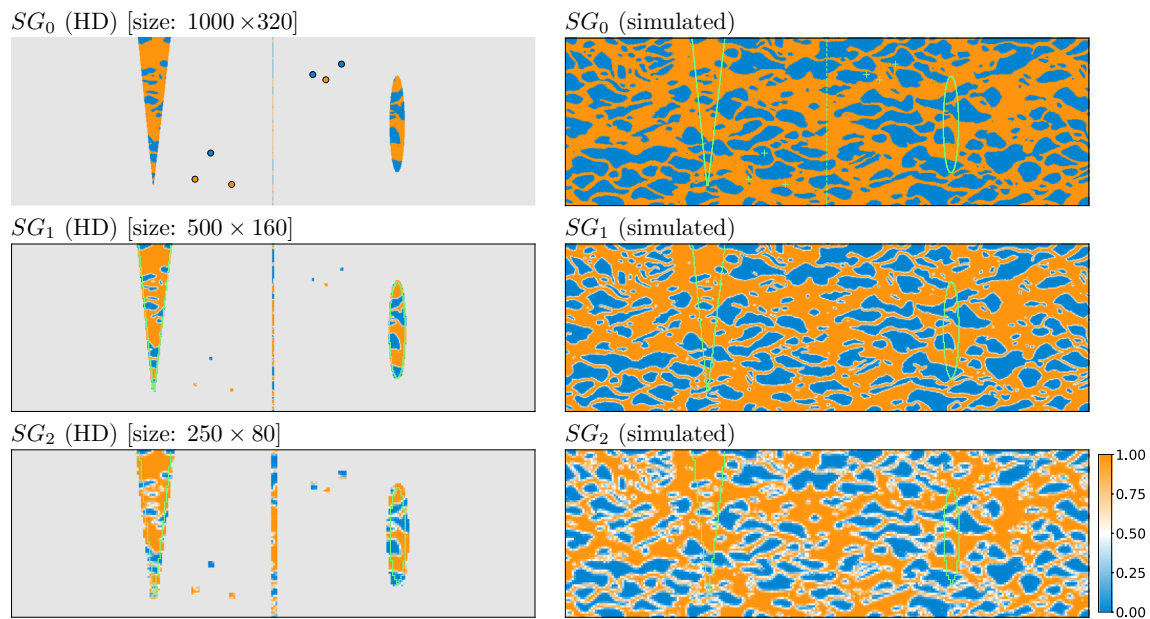 SG₀ (HD) [size: 1000 ×320]
SG₀ (simulated)
SG₁ (HD) [size: 500 × 160]
SG₁ (simulated)
SG₂ (HD) [size: 250 × 80]
SG₂ (simulated)
1.00
0.75
0.50
0.25
0.00